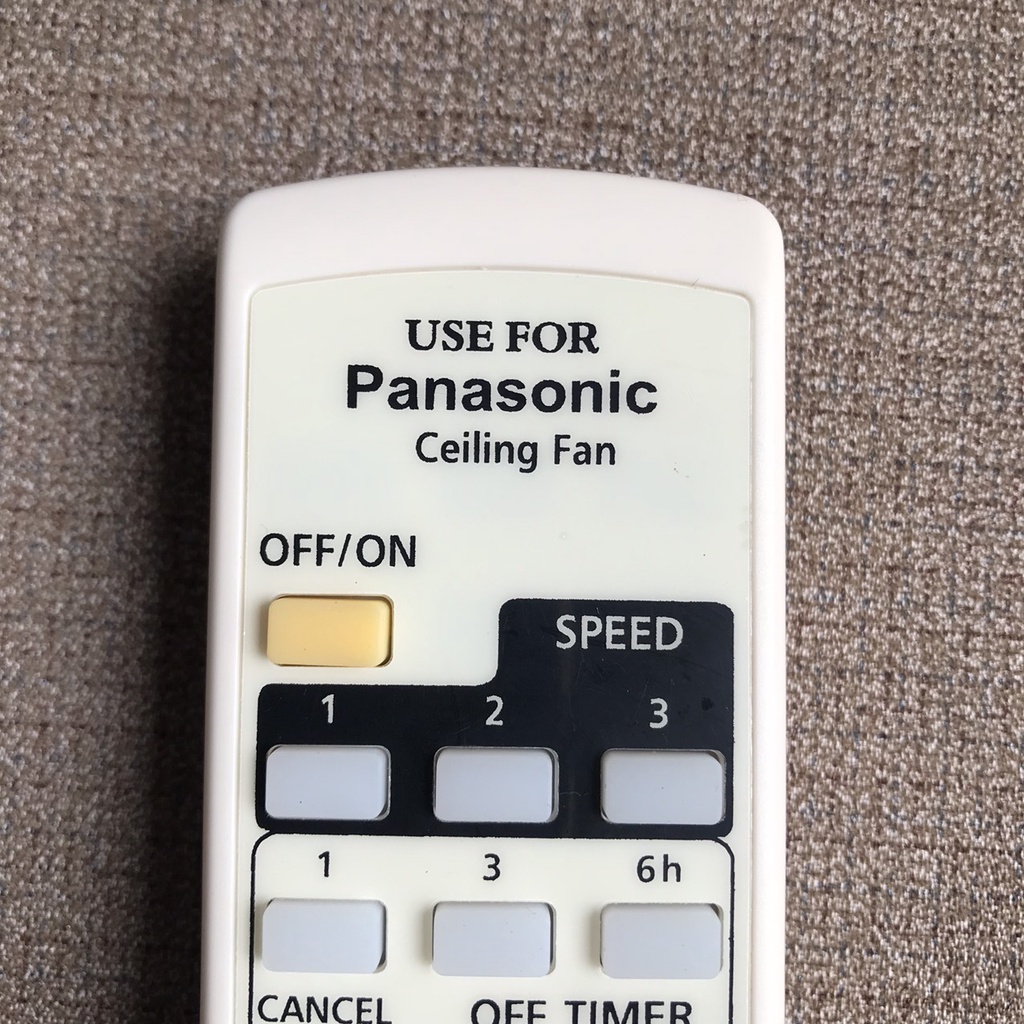 USE FOR
Panasonic
Ceiling Fan
OFF/ON
SPEED
1 2 3
1 3 6h
CANCEL OFF TIMER